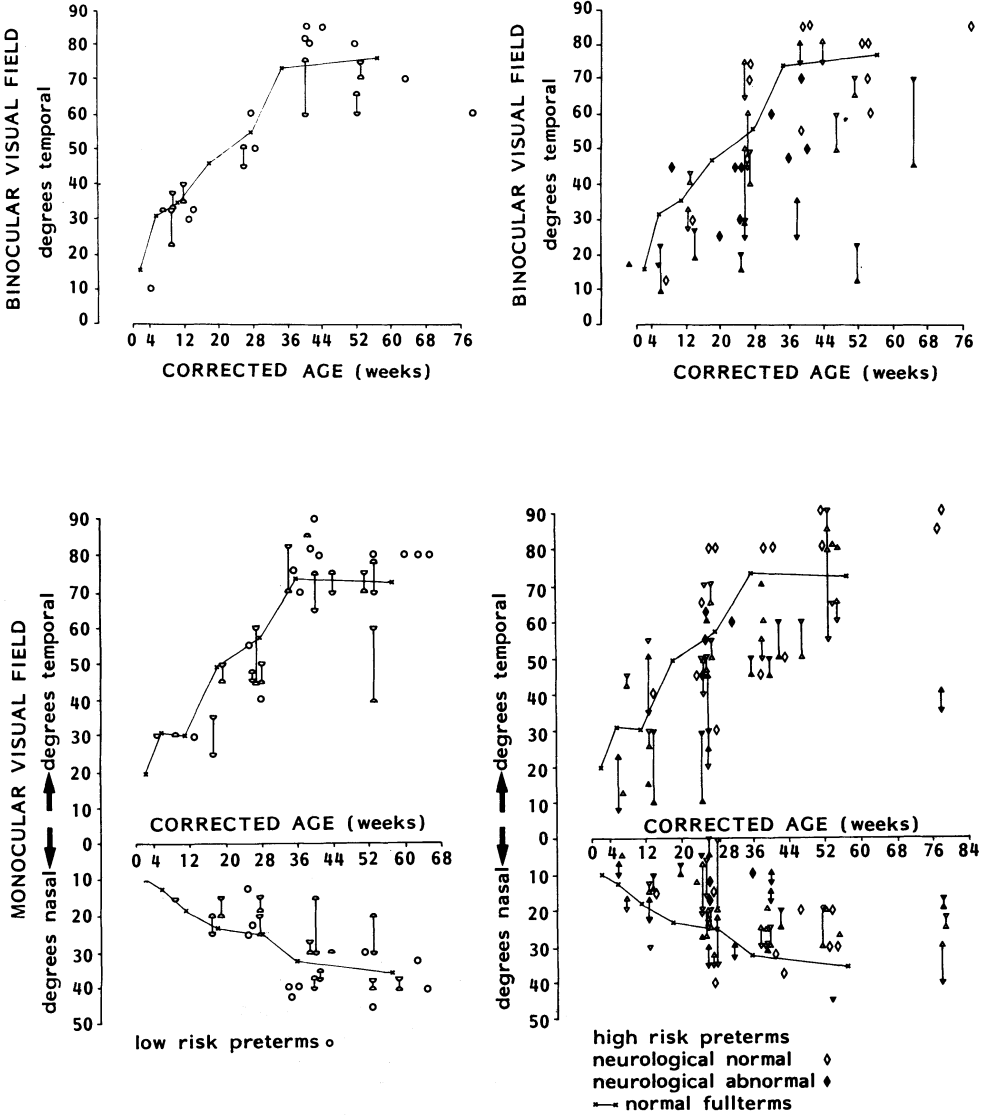 BINOCULAR VISUAL FIELD
degrees temporal
90
80
70
60
50
40
30
20
10
0
0 4 12 20 28 36 44 52 60 68 76
CORRECTED AGE (weeks)
BINOCULAR VISUAL FIELD
degrees temporal
90
80
70
60
50
40
30
20
10
0
0 4 12 20 28 36 44 52 60 68 76
CORRECTED AGE (weeks)
MONOCULAR VISUAL FIELD
degrees nasal
degrees temporal
90
80
70
60
50
40
30
20
10
0
CORRECTED AGE (weeks)
0 4 12 20 28 36 44 52 60 68
10
20
30
40
50
low risk preterms
degrees nasal
degrees temporal
90
80
70
60
50
40
30
20
10
0
CORRECTED AGE (weeks)
0 4 12 20 28 36 44 52 60 68 76 84
10
20
30
40
50
high risk preterms
neurological normal
neurological abnormal
normal fullterms